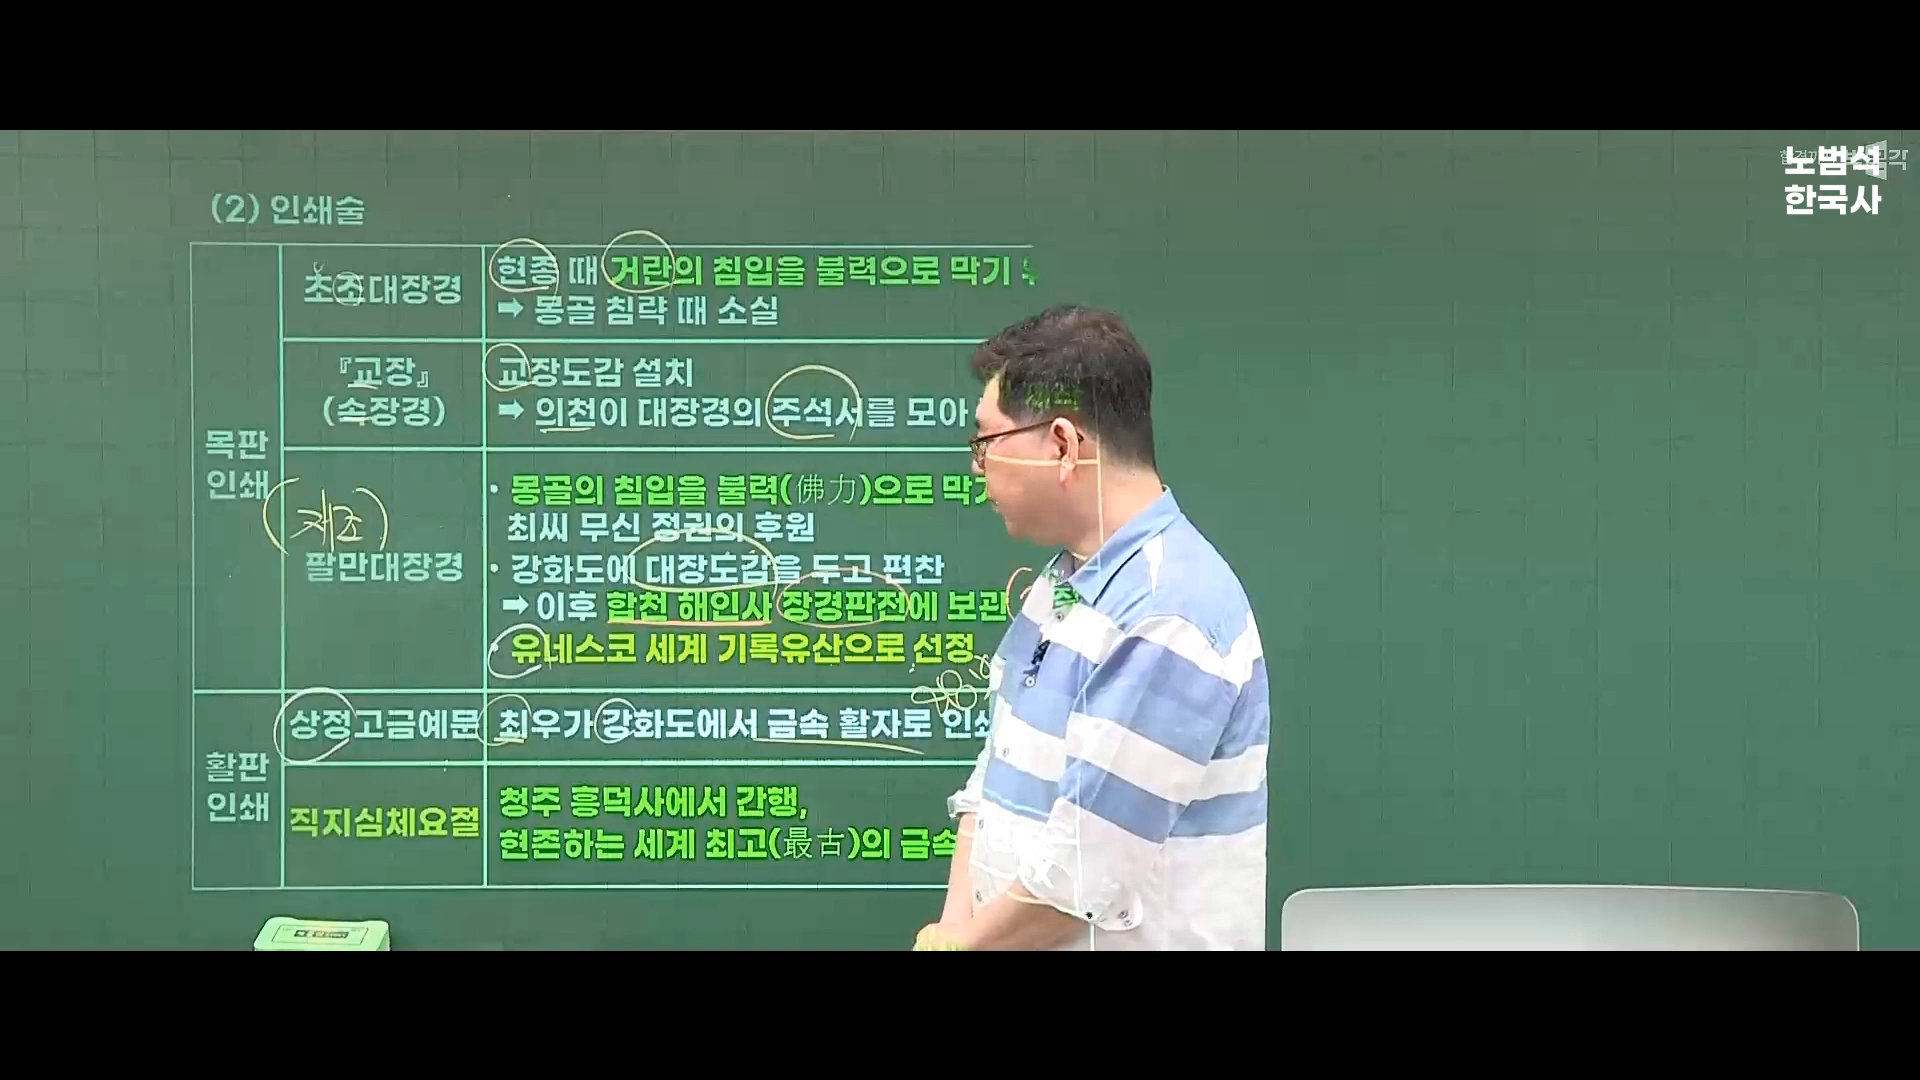 노범석
한국사
(2) 인쇄술
목판
인쇄
초조대장경
현종 때 거란의 침입을 불력으로 막기
➡ 몽골 침략 때 소실
『교장』
(속장경)
교장도감 설치
➡ 의천이 대장경의 주석서를 모아
(재조)
팔만대장경
· 몽골의 침입을 불력(佛力)으로 막기
최씨 무신 정권의 후원
· 강화도에 대장도감을 두고 편찬
➡ 이후 합천 해인사 장경판전에 보관
· 유네스코 세계 기록유산으로 선정
활판
인쇄
상정고금예문
최우가 강화도에서 금속 활자로 인쇄
직지심체요절
청주 흥덕사에서 간행,
현존하는 세계 최고(最古)의 금속